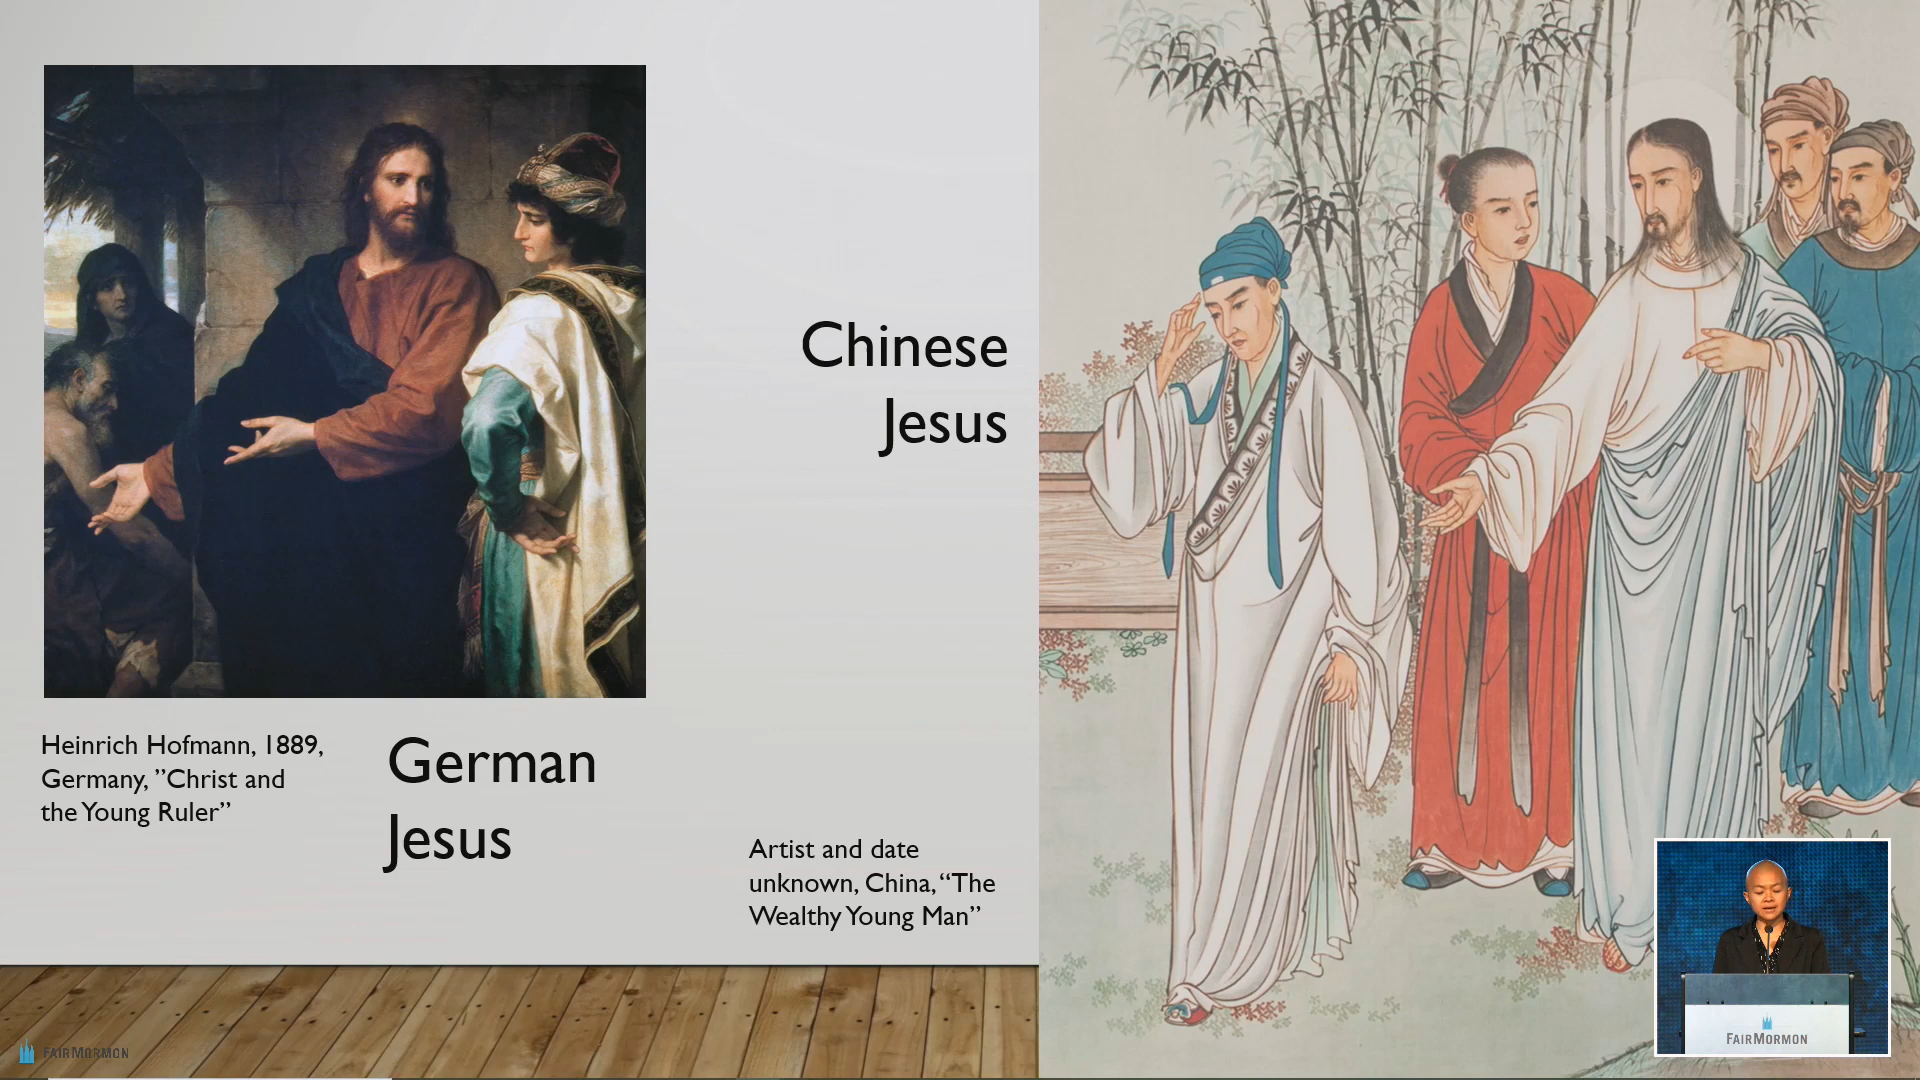 Chinese
Jesus
Heinrich Hofmann, 1889,
Germany, ”Christ and
the Young Ruler”
German
Jesus
Artist and date
unknown, China, “The
Wealthy Young Man”
FAIRMORMON
FAIRMORMON